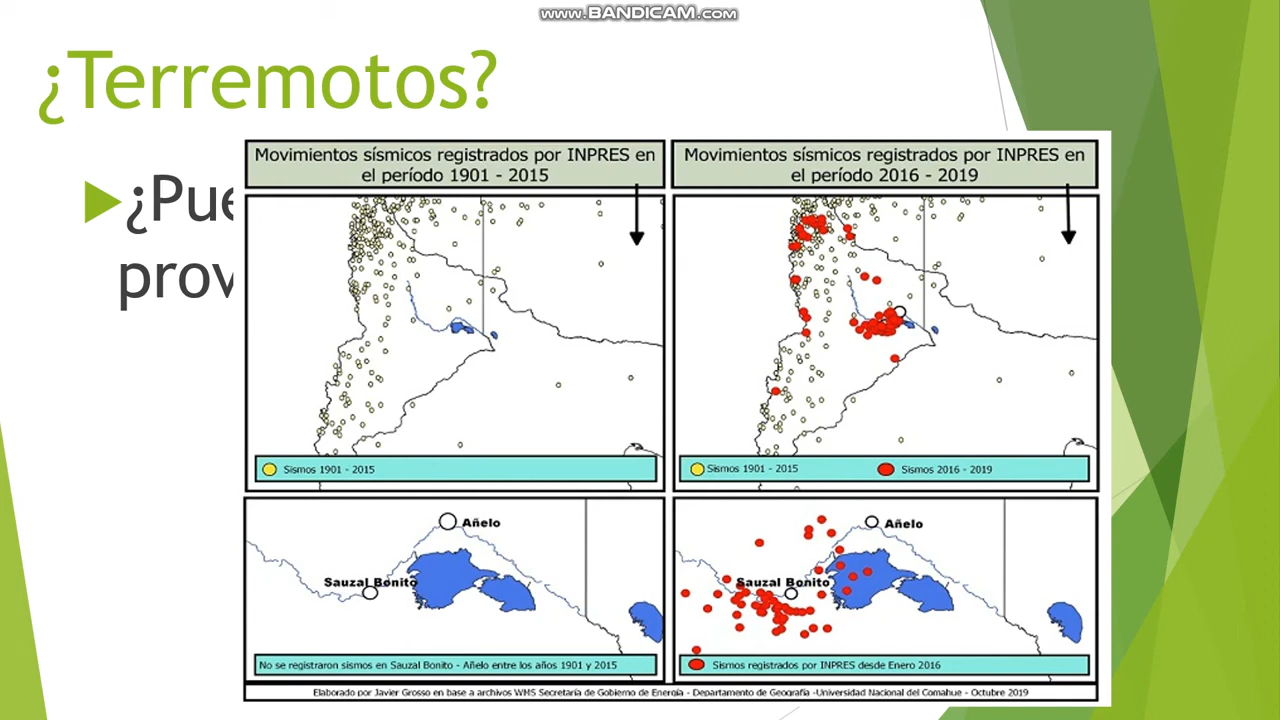 www.BANDICAM.com
¿Terremotos?
¿Pue
prov
Movimientos sísmicos registrados por INPRES en
el período 1901 - 2015
Movimientos sísmicos registrados por INPRES en
el período 2016 - 2019
Sismos 1901 - 2015
Sismos 1901 - 2015
Sismos 2016 - 2019
Añelo
Sauzal Bonito
No se registraron sismos en Sauzal Bonito - Añelo entre los años 1901 y 2015
Añelo
Sauzal Bonito
Sismos registrados por INPRES desde Enero 2016
Elaborado por Javier Grosso en base a archivos WMS Secretaría de Gobierno de Energía - Departamento de Geografía -Universidad Nacional del Comahue - Octubre 2019